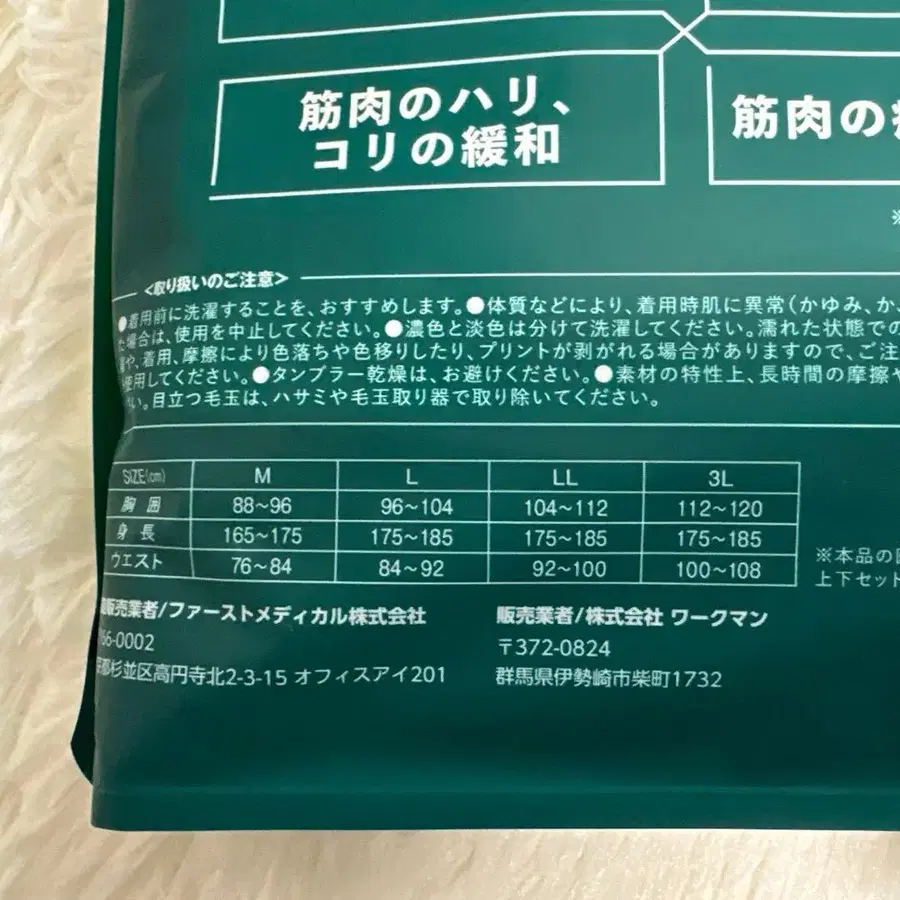 筋肉のハリ、
コリの緩和
筋肉の
※
<取り扱いのご注意>
●着用前に洗濯することを、おすすめします。●体質などにより、着用時肌に異常(かゆみ、か
た場合は、使用を中止してください。●濃色と淡色は分けて洗濯してください。濡れた状態での
や、着用、摩擦により色落ちや色移りしたり、プリントが剥がれる場合がありますので、ご注
使用してください。●タンブラー乾燥は、お避けください。●素材の特性上、長時間の摩擦や
い。目立つ毛玉は、ハサミや毛玉取り器で取り除いてください。
SIZE(cm) M L LL 3L
胸囲 88~96 96~104 104~112 112~120
身長 165~175 175~185 175~185 175~185
ウエスト 76~84 84~92 92~100 100~108
※本品の
上下セット
販売業者/ファーストメディカル株式会社
66-0002
都杉並区高円寺北2-3-15 オフィスアイ201
販売業者/株式会社 ワークマン
〒372-0824
群馬県伊勢崎市柴町1732